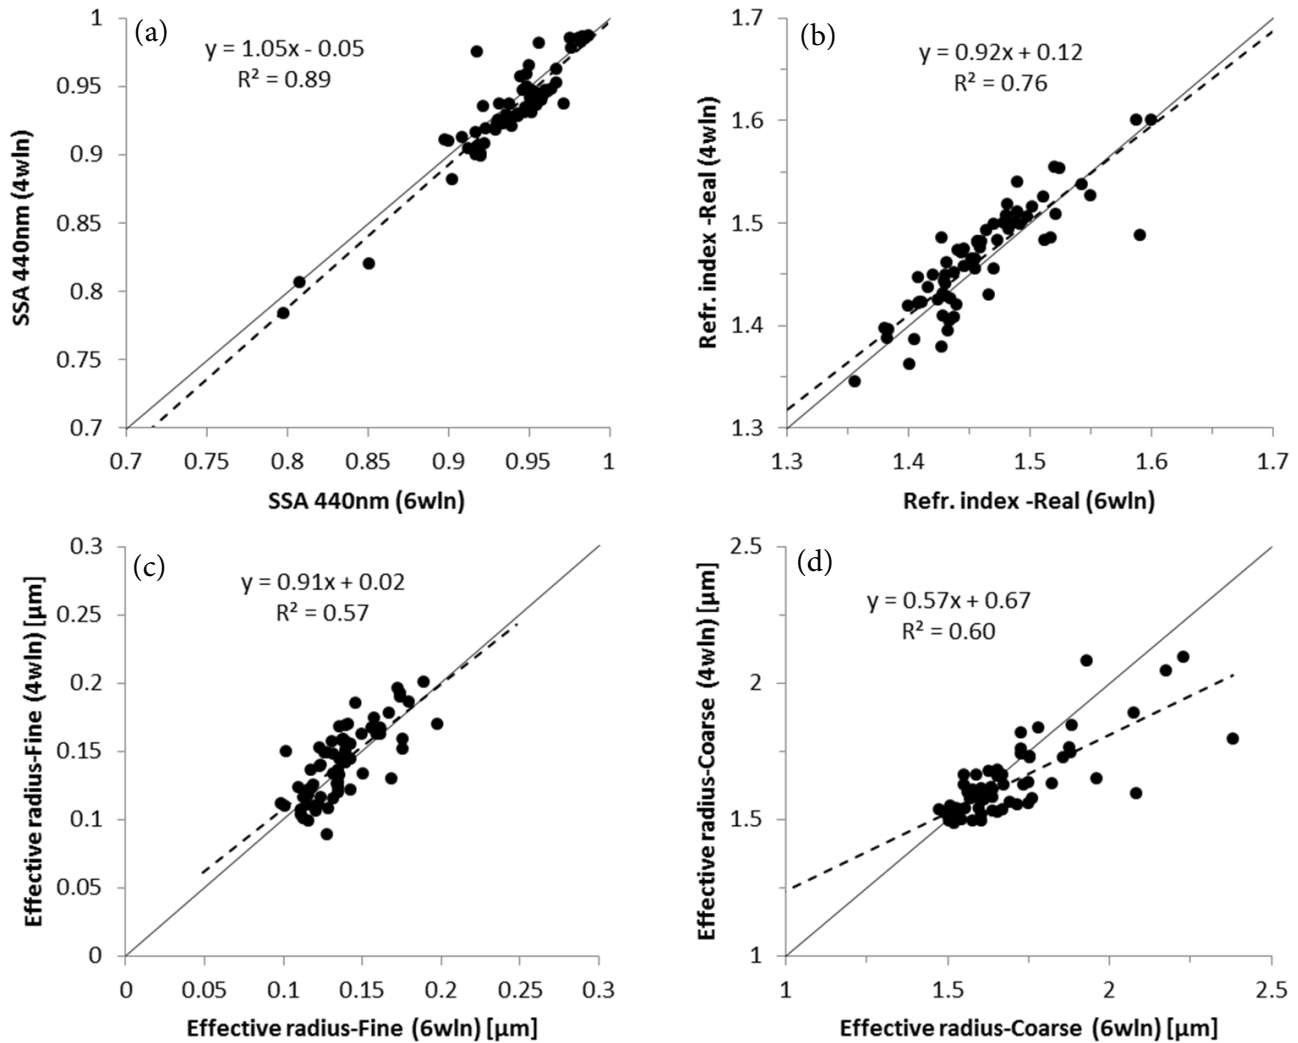 (a)
y = 1.05x - 0.05
R² = 0.89
SSA 440nm (4wln)
1
0.95
0.9
0.85
0.8
0.75
0.7
0.7 0.75 0.8 0.85 0.9 0.95 1
SSA 440nm (6wln)
(b)
y = 0.92x + 0.12
R² = 0.76
Refr. index -Real (4wln)
1.7
1.6
1.5
1.4
1.3
1.3 1.4 1.5 1.6 1.7
Refr. index -Real (6wln)
(c)
y = 0.91x + 0.02
R² = 0.57
Effective radius-Fine (4wln) [µm]
0.3
0.25
0.2
0.15
0.1
0.05
0
0 0.05 0.1 0.15 0.2 0.25 0.3
Effective radius-Fine (6wln) [µm]
(d)
y = 0.57x + 0.67
R² = 0.60
Effective radius-Coarse (4wln) [µm]
2.5
2
1.5
1
1 1.5 2 2.5
Effective radius-Coarse (6wln) [µm]